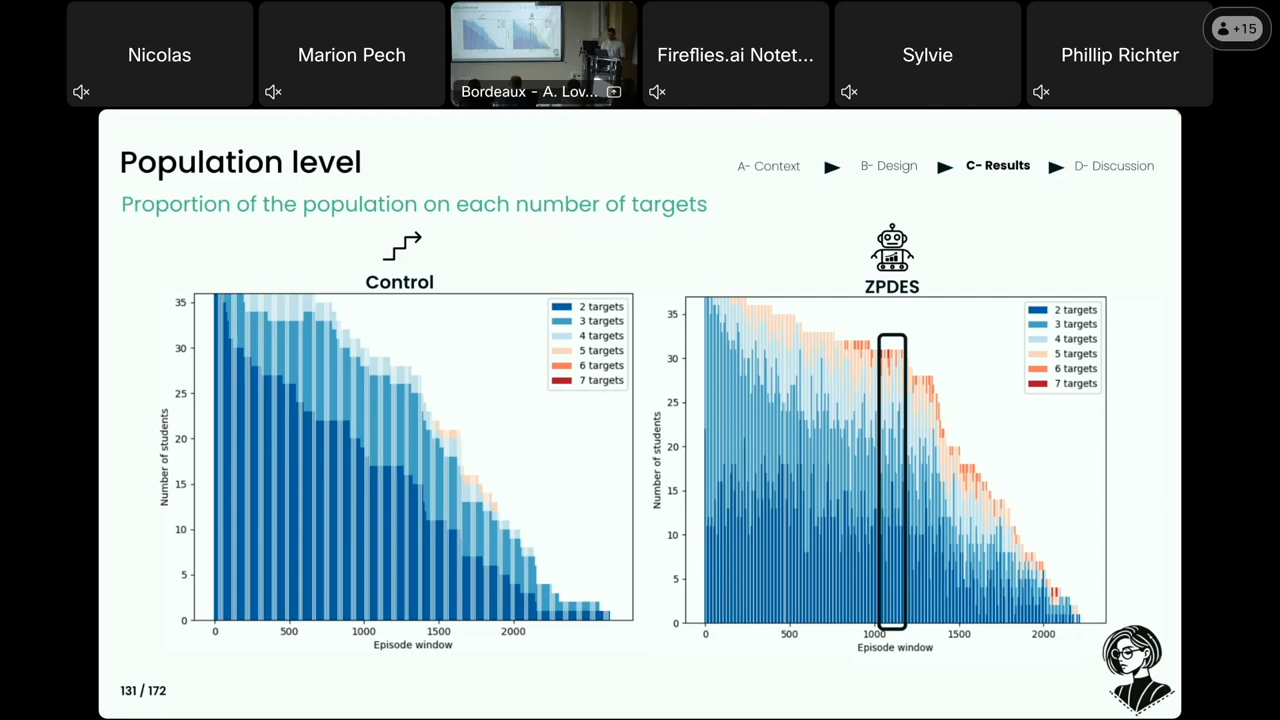 Nicolas
Marion Pech
Bordeaux - A. Lov...
Fireflies.ai Notet...
Sylvie
Phillip Richter
+15
Population level
A- Context
B- Design
C- Results
D- Discussion
Proportion of the population on each number of targets
Control
35
30
25
20
15
10
5
0
Number of students
2 targets
3 targets
4 targets
5 targets
6 targets
7 targets
0
500
1000
1500
2000
Episode window
ZPDES
35
30
25
20
15
10
5
0
Number of students
2 targets
3 targets
4 targets
5 targets
6 targets
7 targets
0
500
1000
1500
2000
Episode window
131 / 172